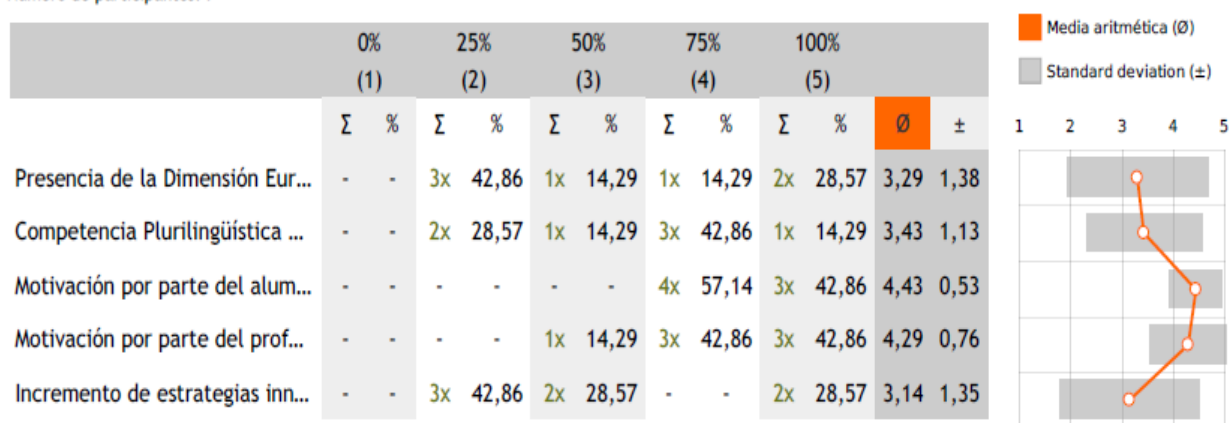 0% 25% 50% 75% 100%
(1) (2) (3) (4) (5)
Σ % Σ % Σ % Σ % Σ % Ø ±
Presencia de la Dimensión Eur... - - 3x 42,86 1x 14,29 1x 14,29 2x 28,57 3,29 1,38
Competencia Plurilingüística ... - - 2x 28,57 1x 14,29 3x 42,86 1x 14,29 3,43 1,13
Motivación por parte del alum... - - - - - - 4x 57,14 3x 42,86 4,43 0,53
Motivación por parte del prof... - - - - 1x 14,29 3x 42,86 3x 42,86 4,29 0,76
Incremento de estrategias inn... - - 3x 42,86 2x 28,57 - - 2x 28,57 3,14 1,35
Media aritmética (Ø)
Standard deviation (±)
1 2 3 4 5